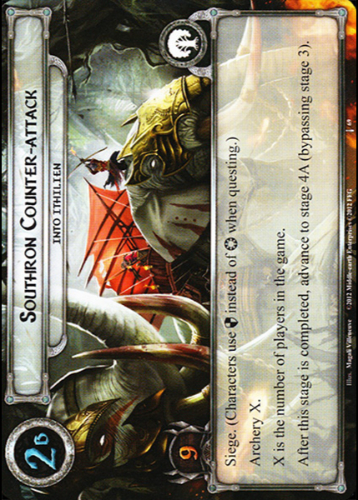 2B
SOUTHRON COUNTER-ATTACK
INTO ITHILIEN
9
Siege. (Characters use instead of when questing.)
Archery X.
X is the number of players in the game.
After this stage is completed, advance to stage 4A (bypassing stage 3).
Illus. Magali Villeneuve ©2012 Middle-earth Enterprises ©2012 FFG 69